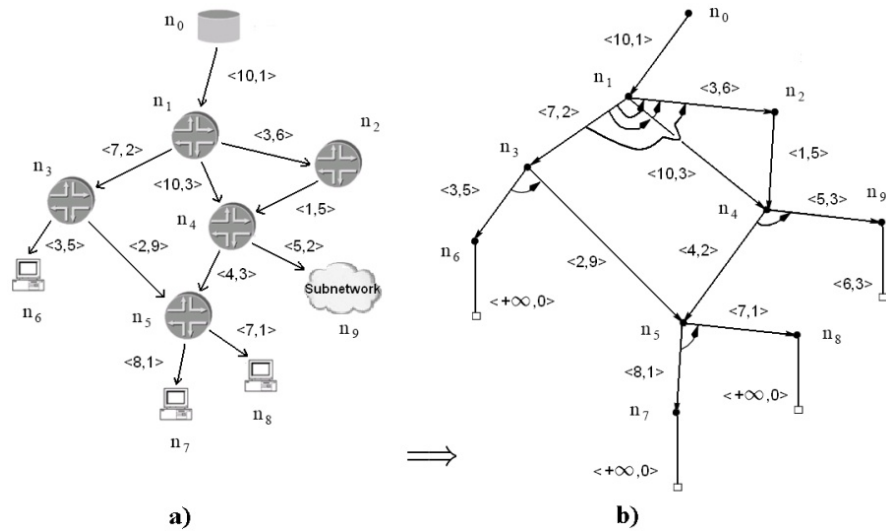 n0
<10,1>
n1
n2
<7,2>
<3,6>
n3
<10,3>
<1,5>
n4
<3,5>
<2,9>
<5,2>
<4,3>
Subnetwork
n6
n5
n9
<7,1>
<8,1>
n8
n7
a)
⇒
n0
<10,1>
n1
<3,6>
n2
<7,2>
n3
<1,5>
<10,3>
n9
<3,5>
n4
<5,3>
n6
<4,2>
<2,9>
<6,3>
<+∞,0>
<7,1>
n5
n8
<8,1>
<+∞,0>
n7
<+∞,0>
b)